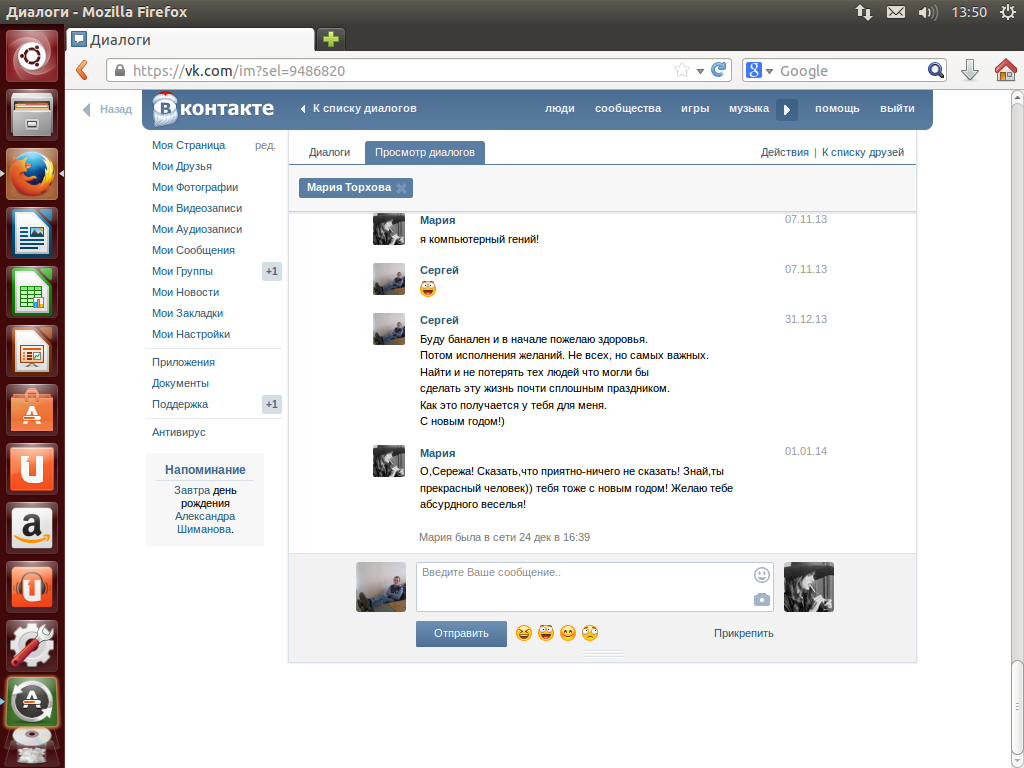 Диалоги - Mozilla Firefox
13:50
Диалоги
https://vk.com/im?sel=9486820
Google
Назад
Вконтакте
К списку диалогов
люди
сообщества
игры
музыка
помощь
выйти
Моя Страница
ред.
Мои Друзья
Мои Фотографии
Мои Видеозаписи
Мои Аудиозаписи
Мои Сообщения
Мои Группы
+1
Мои Новости
Мои Закладки
Мои Настройки
Приложения
Документы
Поддержка
+1
Антивирус
Напоминание
Завтра день
рождения
Александра
Шиманова.
Диалоги
Просмотр диалогов
Действия | К списку друзей
Мария Торхова
Мария
07.11.13
я компьютерный гений!
Сергей
07.11.13
Сергей
31.12.13
Буду банален и в начале пожелаю здоровья.
Потом исполнения желаний. Не всех, но самых важных.
Найти и не потерять тех людей что могли бы
сделать эту жизнь почти сплошным праздником.
Как это получается у тебя для меня.
С новым годом!)
Мария
01.01.14
О,Сережа! Сказать,что приятно-ничего не сказать! Знай,ты
прекрасный человек)) тебя тоже с новым годом! Желаю тебе
абсурдного веселья!
Мария была в сети 24 дек в 16:39
Введите Ваше сообщение..
Отправить
Прикрепить